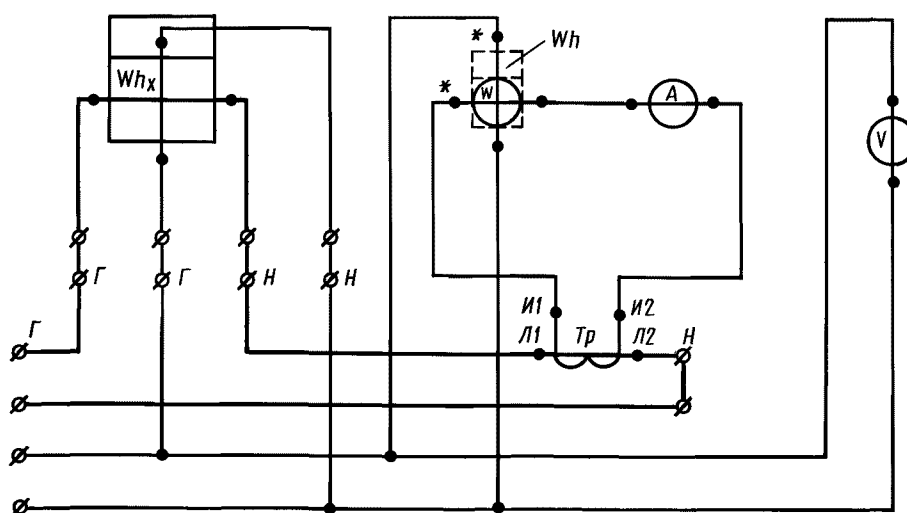 Whx
* Wh
* W A
V
Г Г Н Н
И1 И2
Г Л1 Тр Л2 Н